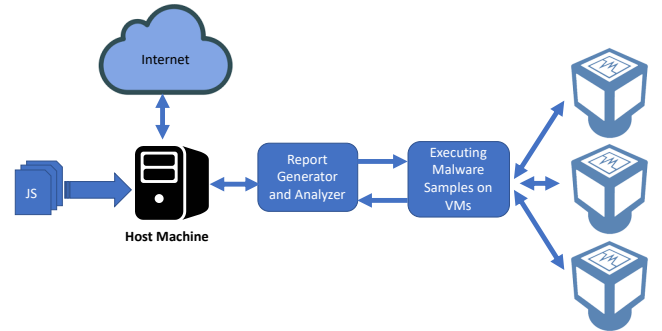 Internet
JS
Host Machine
Report
Generator
and Analyzer
Executing
Malware
Samples on
VMs